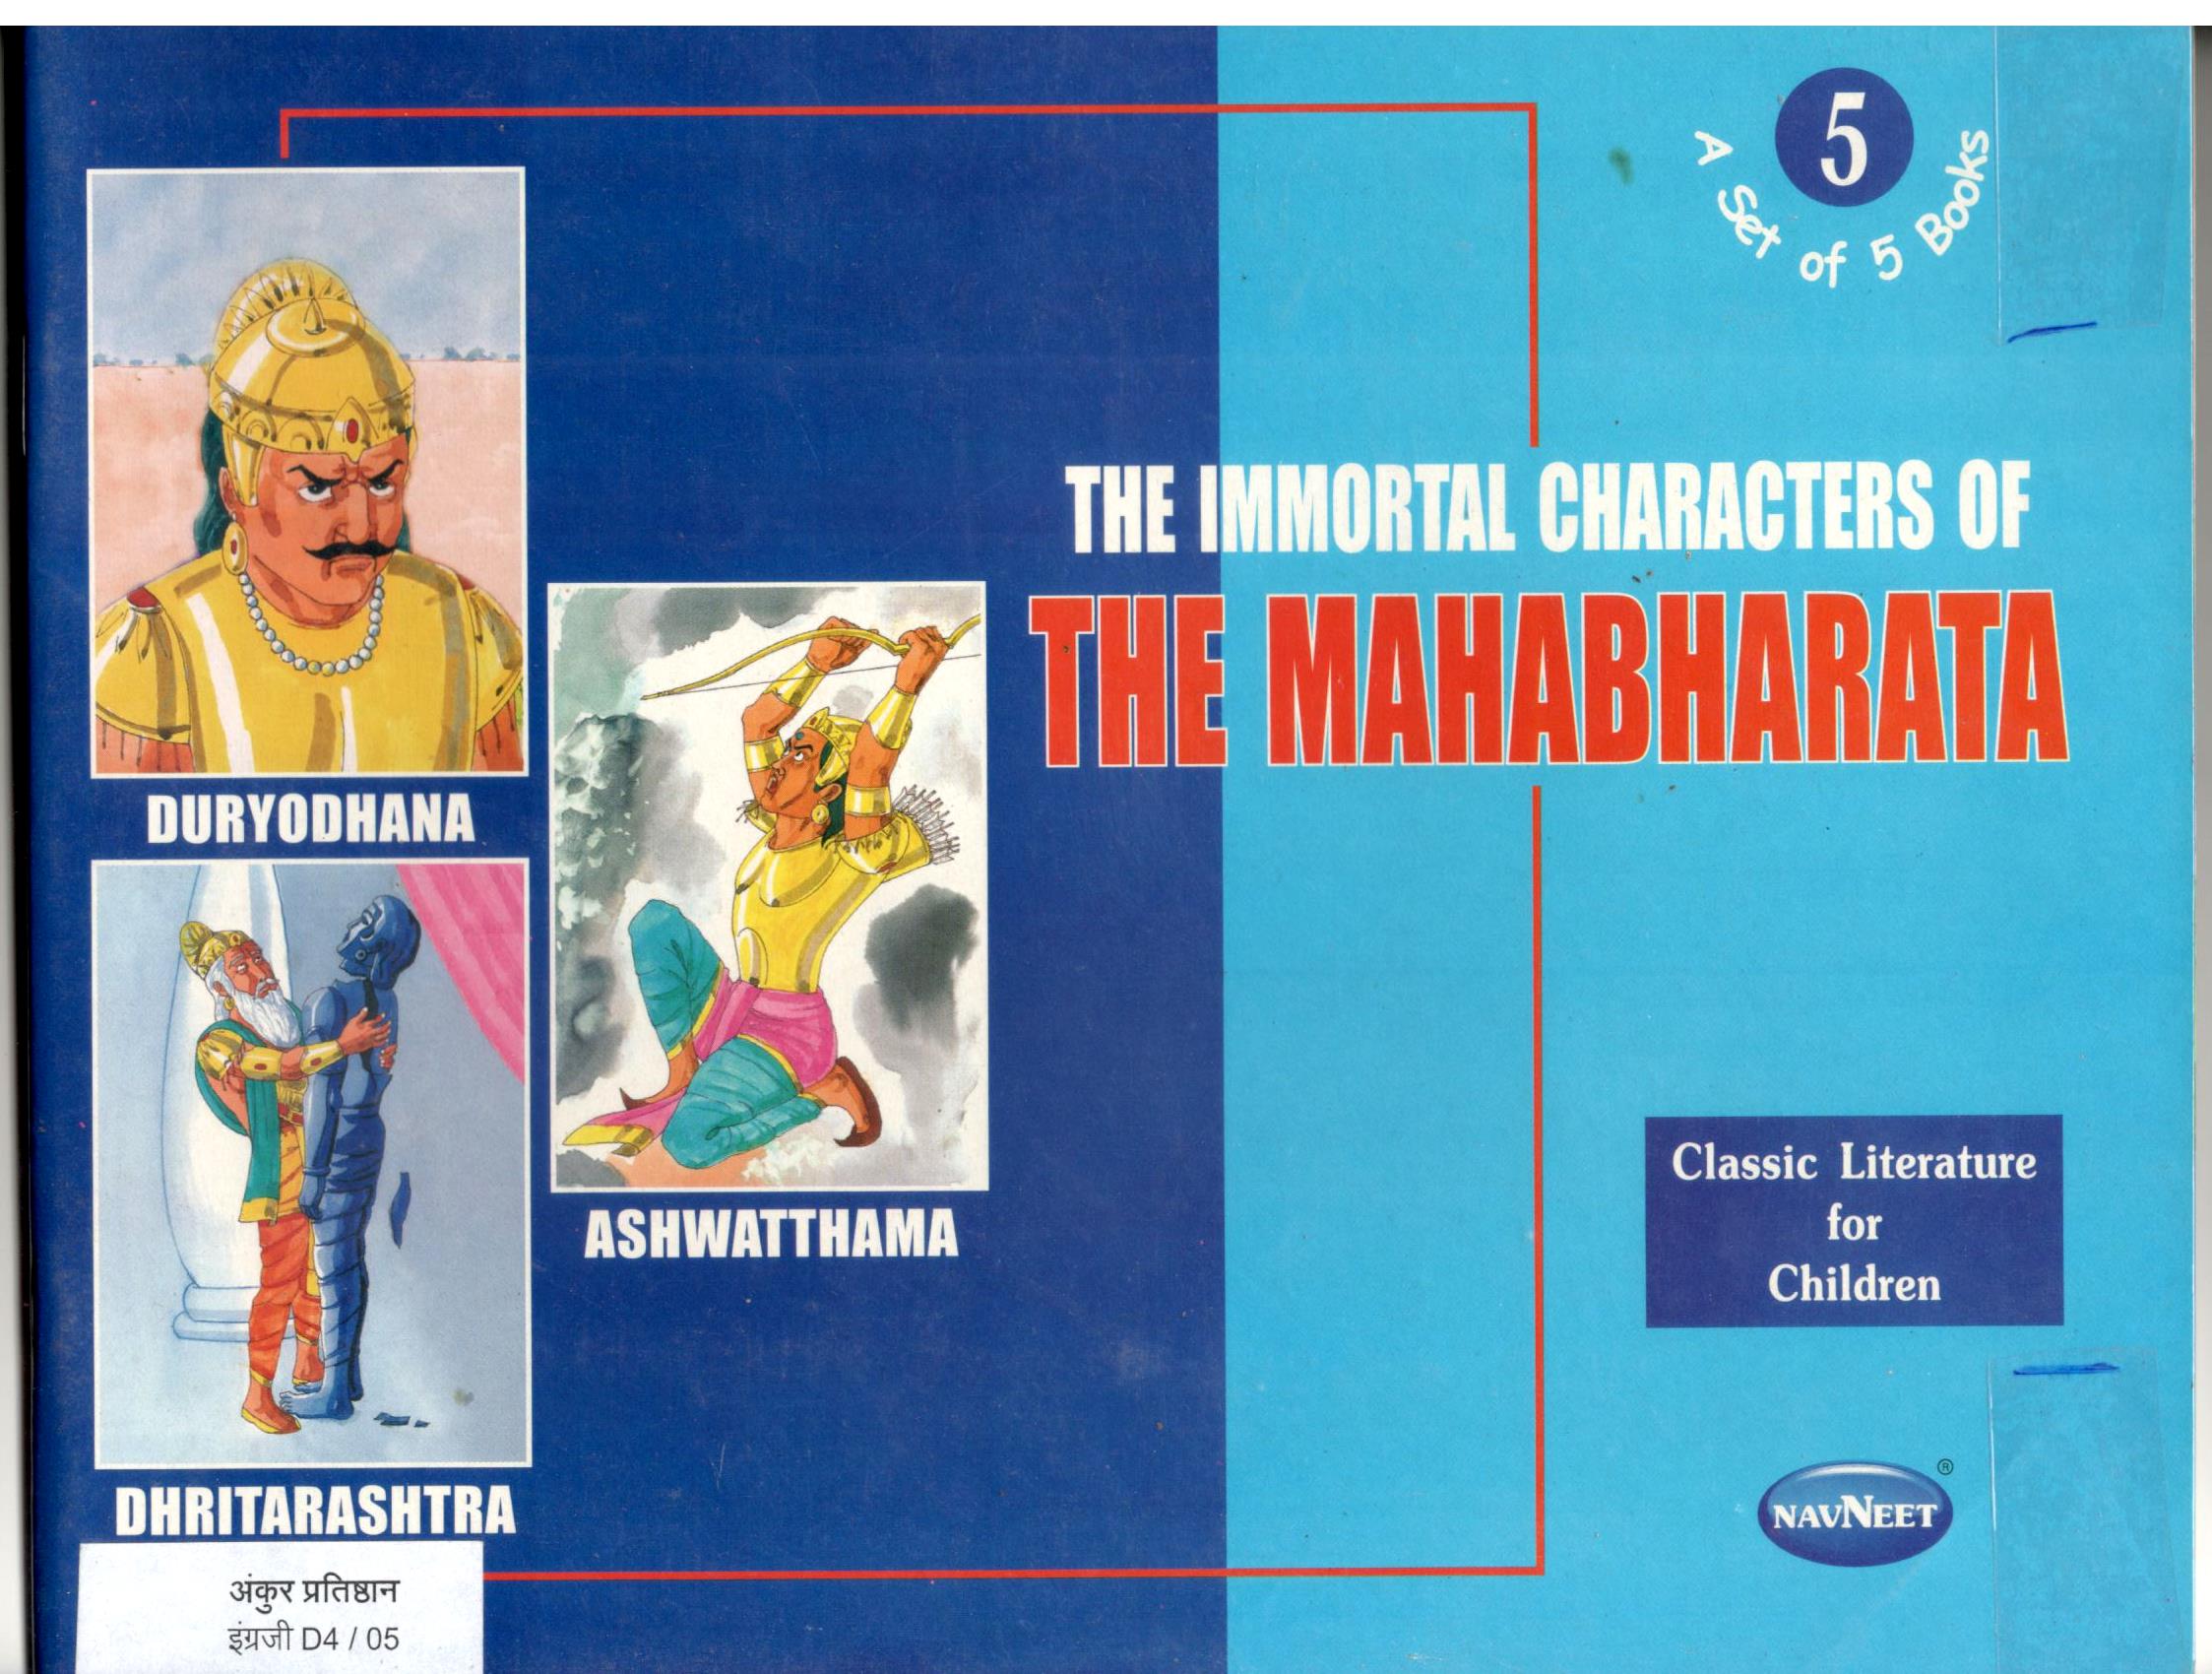 5
A Set of 5 Books
THE IMMORTAL CHARACTERS OF
THE MAHABHARATA
DURYODHANA
ASHWATTHAMA
DHRITARASHTRA
Classic Literature
for
Children
NAVNEET ®
अंकुर प्रतिष्ठान
इंग्रजी D4 / 05